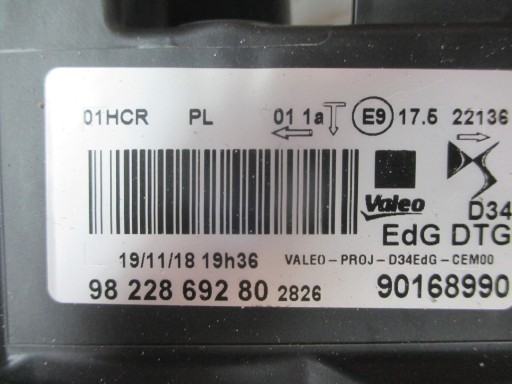 01HCR PL 01 1a E9 17.5 22136
Valeo D34
EdG DTG
19/11/18 19h36 VALEO-PROJ-D34EdG-CEM00
98 228 692 80 2826 90168990